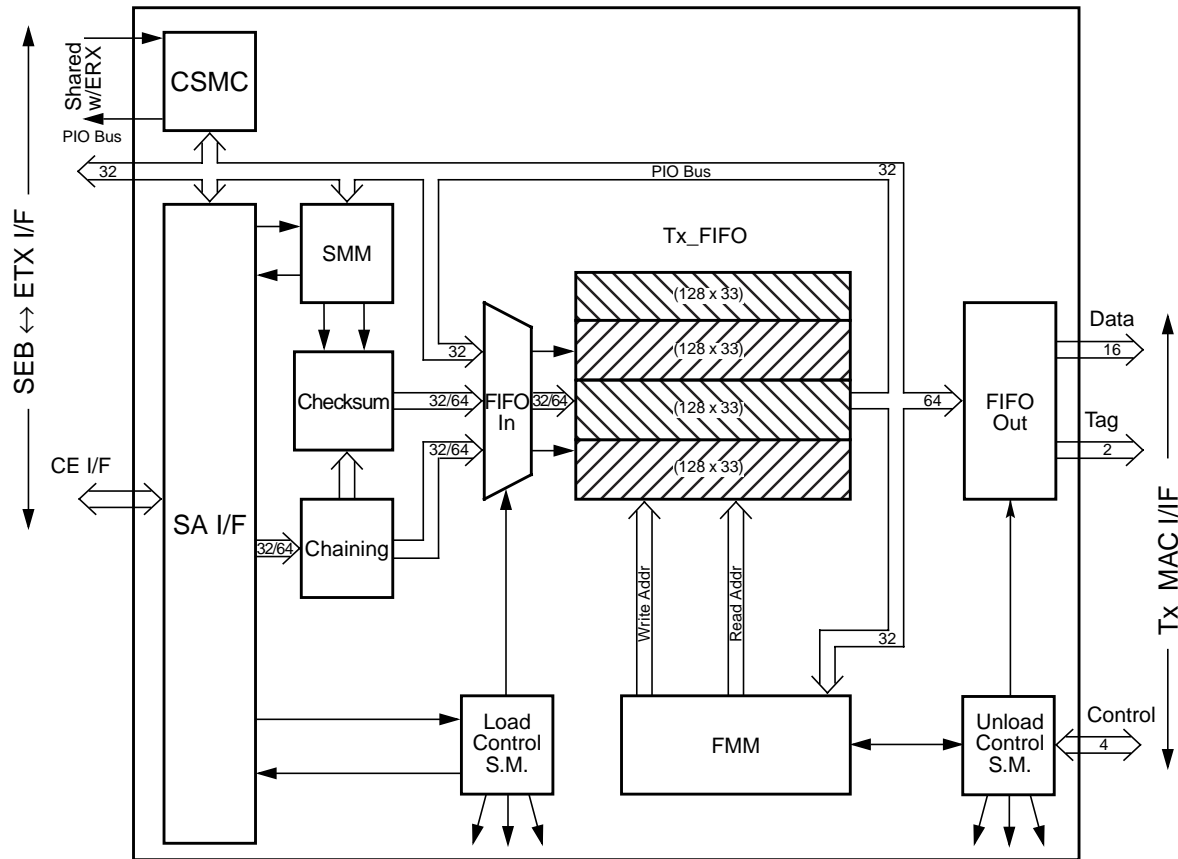 Shared
w/ERX
CSMC
PIO Bus
32
PIO Bus
32
SEB ↔ ETX I/F
SMM
Tx_FIFO
(128 x 33)
(128 x 33)
(128 x 33)
(128 x 33)
32
Checksum
32/64
FIFO
In
32/64
64
FIFO
Out
Data
16
Tag
2
32/64
CE I/F
SA I/F
32/64
Chaining
Write Addr
Read Addr
32
Tx MAC I/IF
Load
Control
S.M.
FMM
Unload
Control
S.M.
Control
4